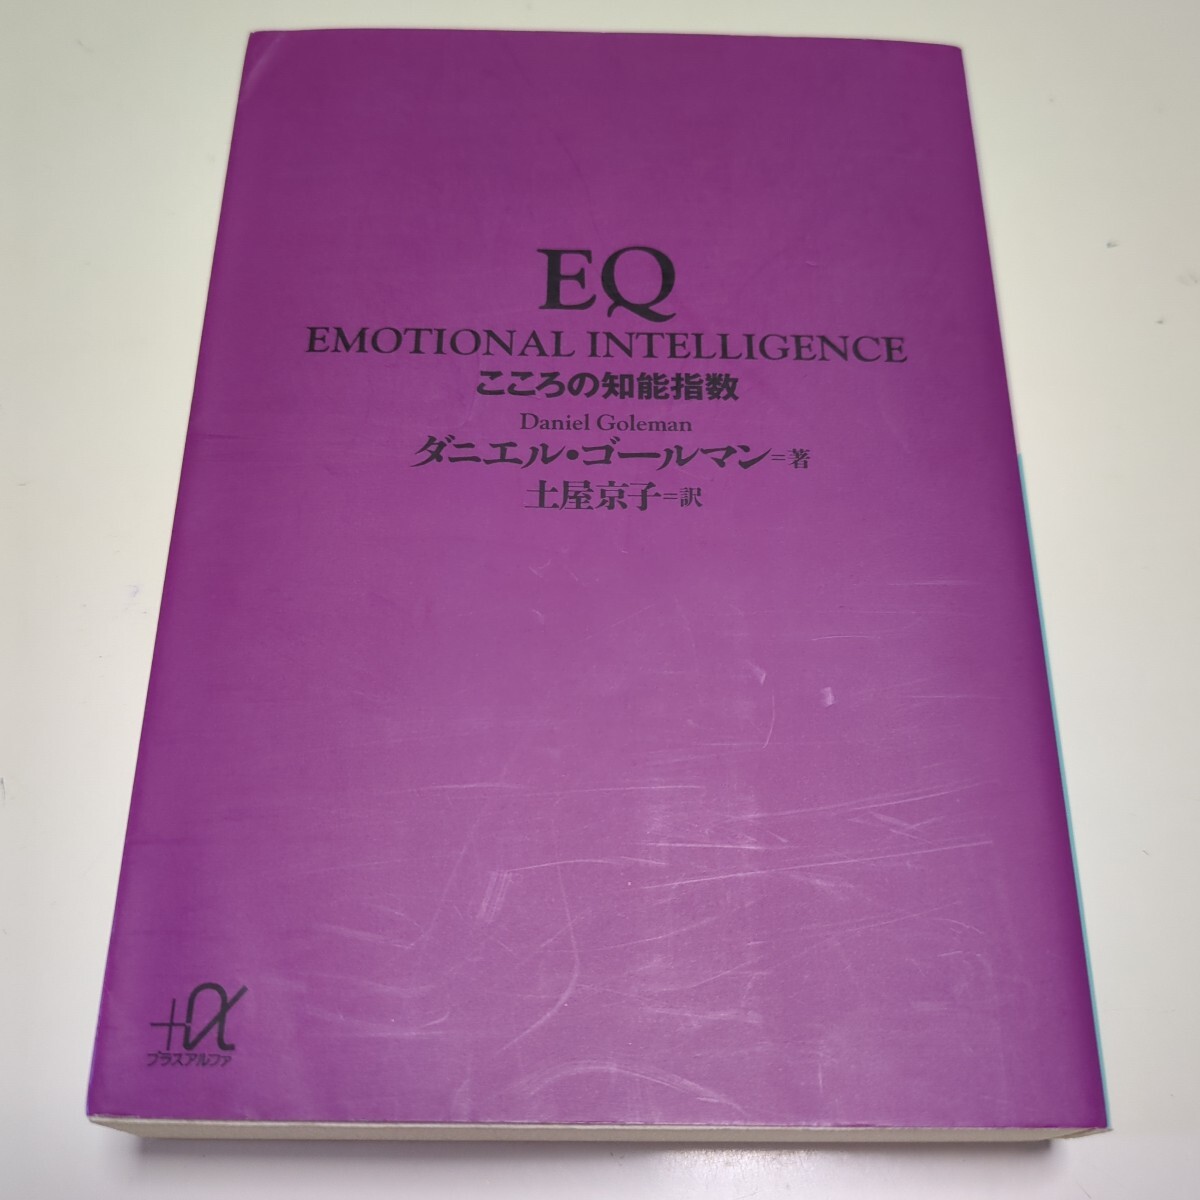 EQ
EMOTIONAL INTELLIGENCE
こころの知能指数
Daniel Goleman
ダニエル・ゴールマン=著
土屋京子=訳
+α
プラスアルファ